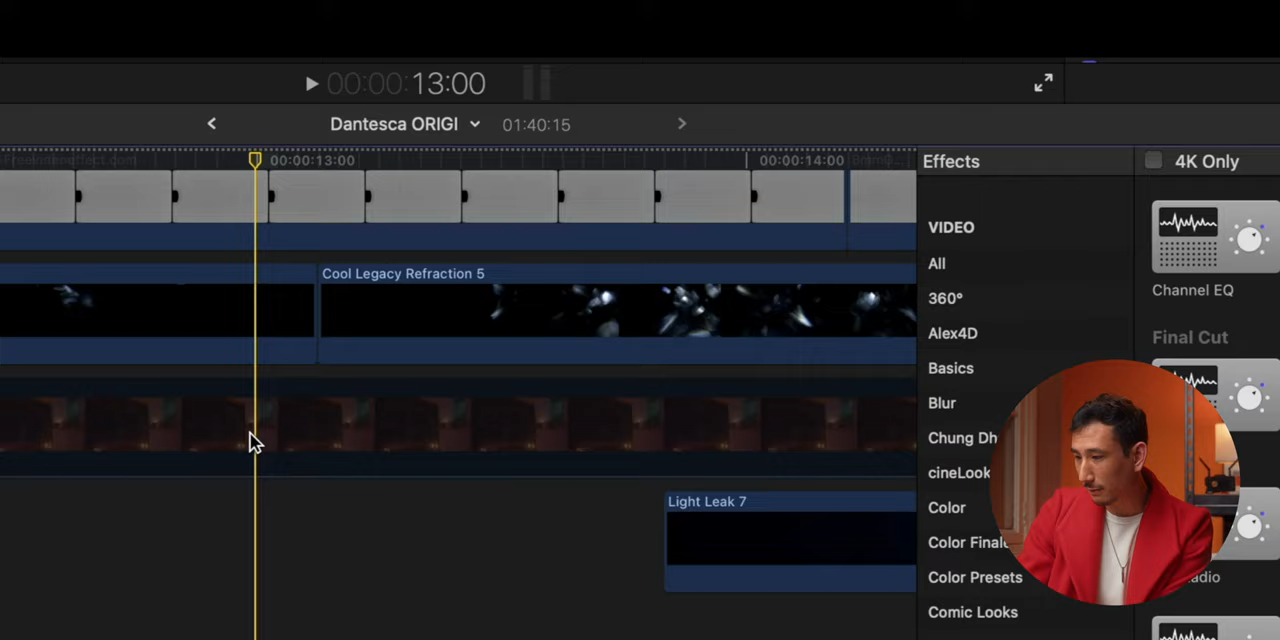 00:00:13:00
Dantesca ORIGI
01:40:15
00:00:13:00
00:00:14:00
Effects
4K Only
VIDEO
All
360°
Alex4D
Basics
Blur
Chung Dh
cineLook
Color
Color Finale
Color Presets
Comic Looks
Channel EQ
Final Cut
Cool Legacy Refraction 5
Light Leak 7